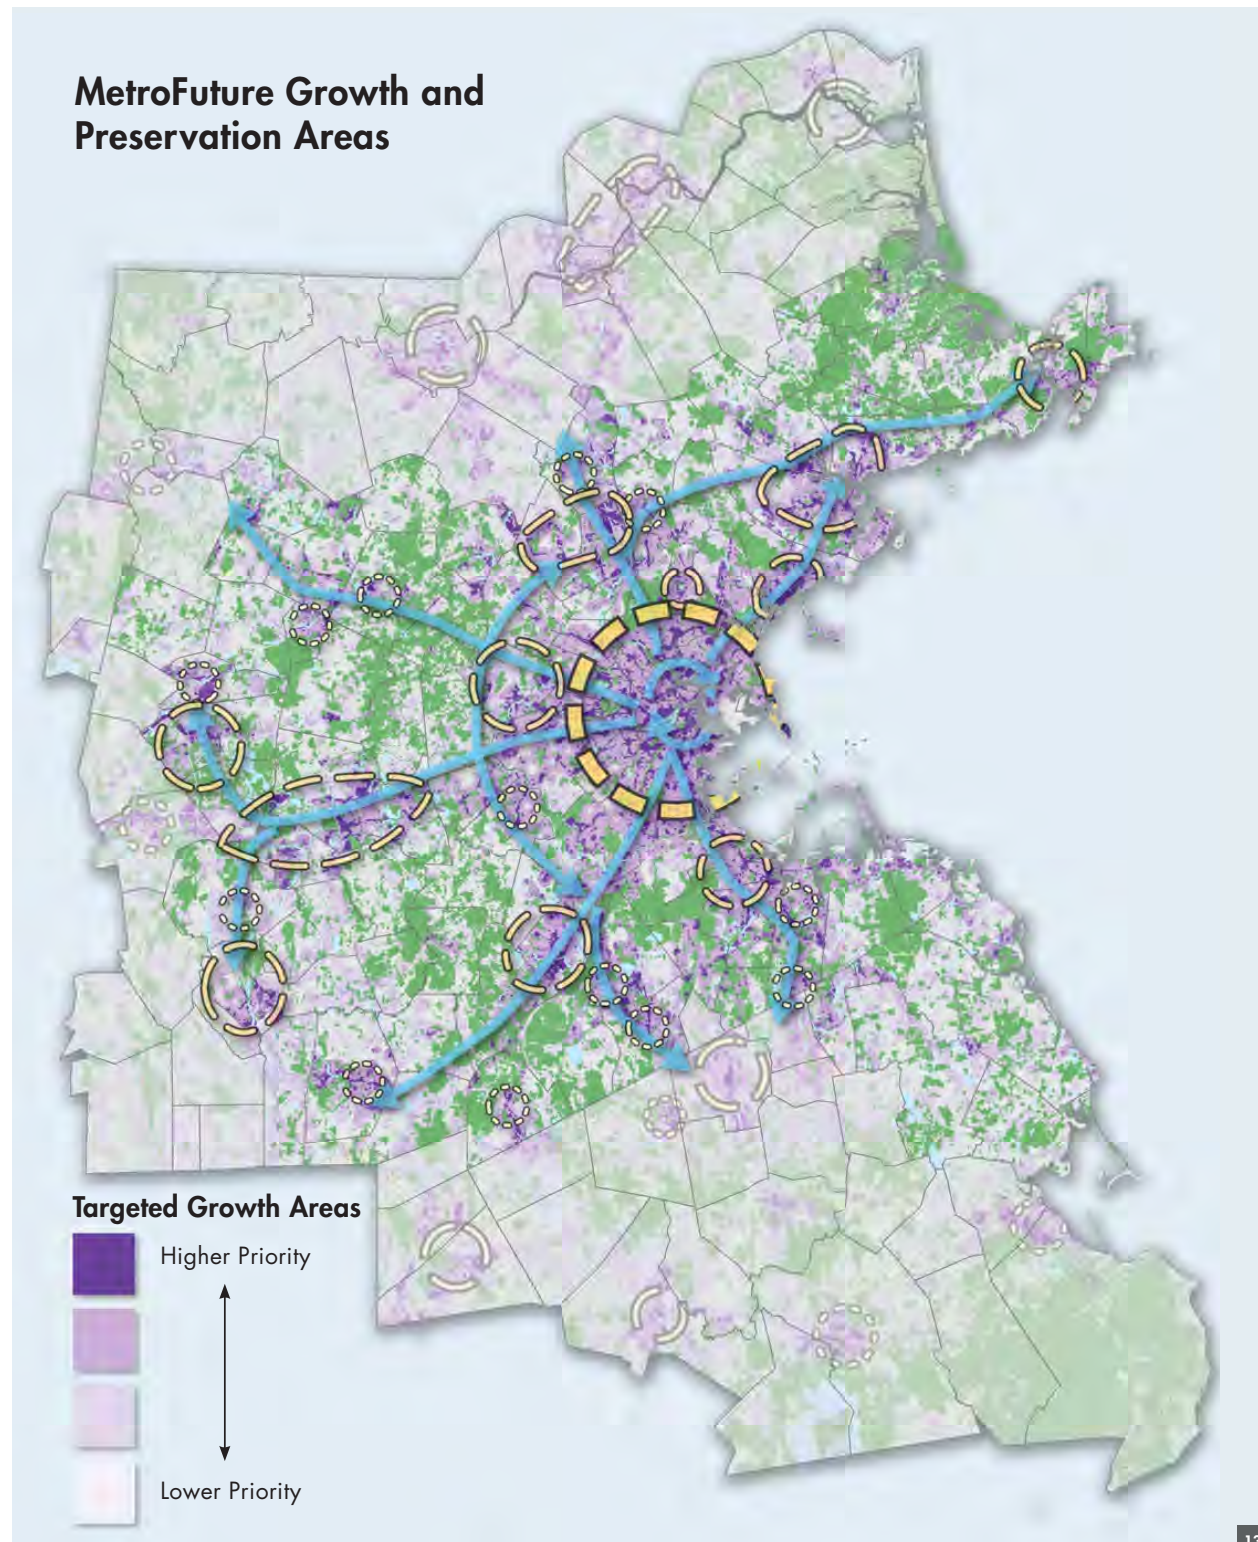 MetroFuture Growth and
Preservation Areas
Targeted Growth Areas
Higher Priority
Lower Priority